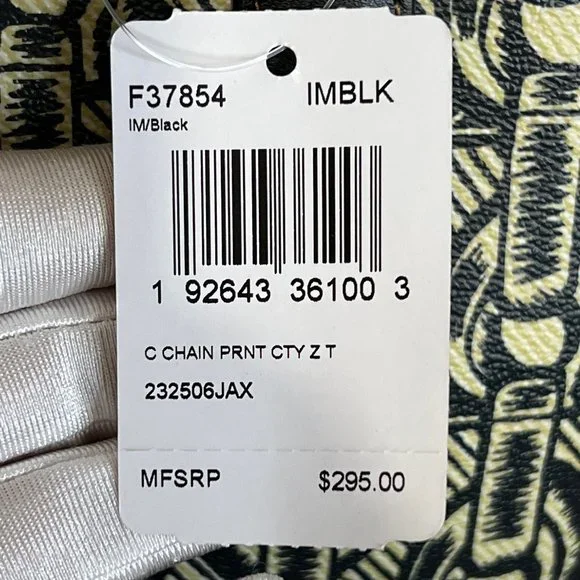 F37854 IMBLK
IM/Black
1 92643 36100 3
C CHAIN PRNT CTY Z T
232506JAX
MFSRP $295.00